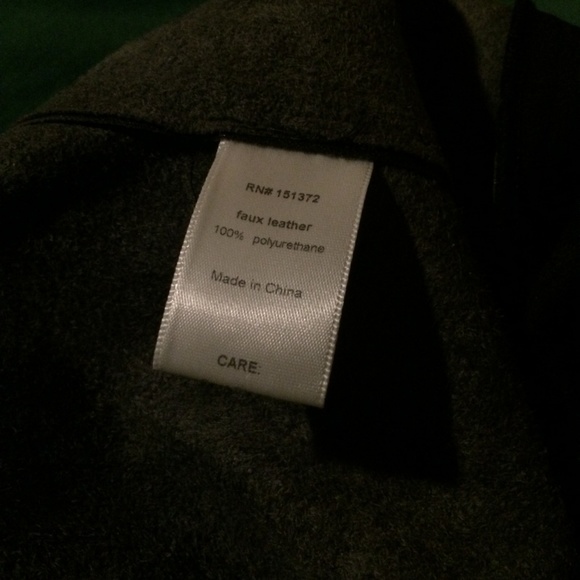 RN# 151372
faux leather
100% polyurethane
Made in China
CARE: